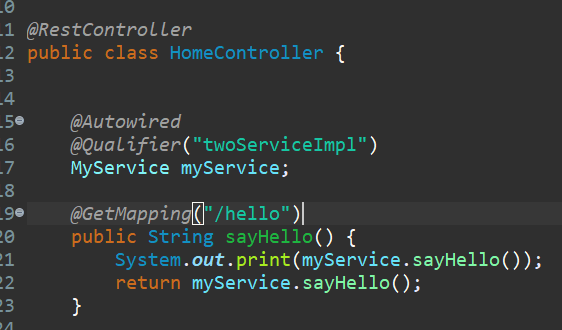 10
11 @RestController
12 public class HomeController {
13
14
15 @Autowired
16 @Qualifier("twoServiceImpl")
17 MyService myService;
18
19 @GetMapping("/hello")
20 public String sayHello() {
21 System.out.print(myService.sayHello());
22 return myService.sayHello();
23 }
24